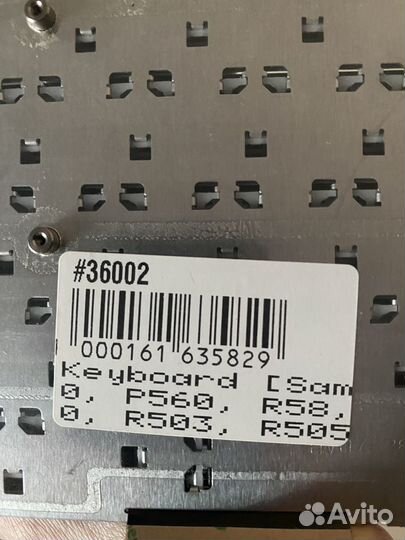 #36002
000161 635829
Keyboard [Sam
0, P560, R58,
0, R503, R505
Avito